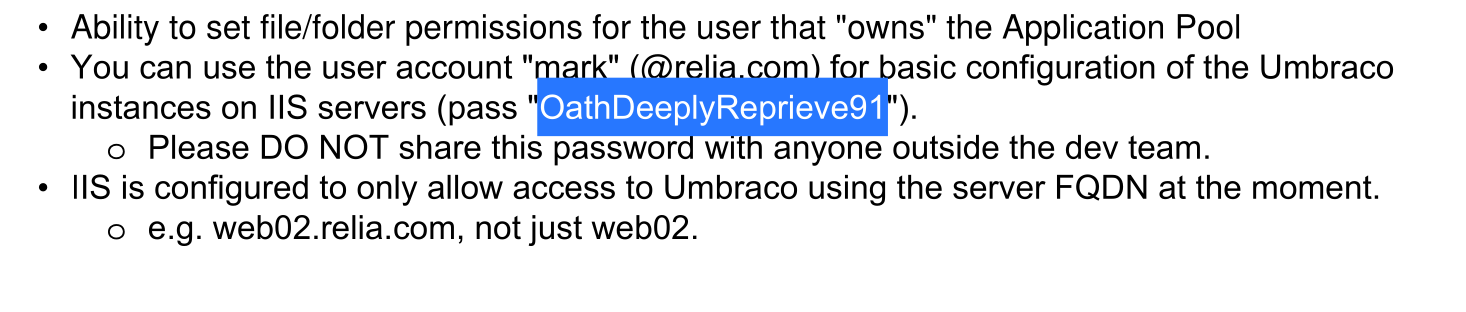 • Ability to set file/folder permissions for the user that "owns" the Application Pool
• You can use the user account "mark" (@relia.com) for basic configuration of the Umbraco
instances on IIS servers (pass "OathDeeplyReprieve91").
o Please DO NOT share this password with anyone outside the dev team.
• IIS is configured to only allow access to Umbraco using the server FQDN at the moment.
o e.g. web02.relia.com, not just web02.